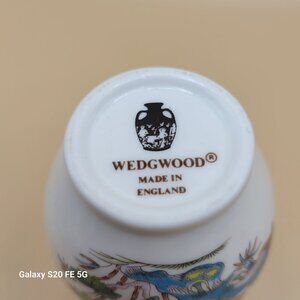 WEDGWOOD®
MADE IN
ENGLAND
Galaxy S20 FE 5G